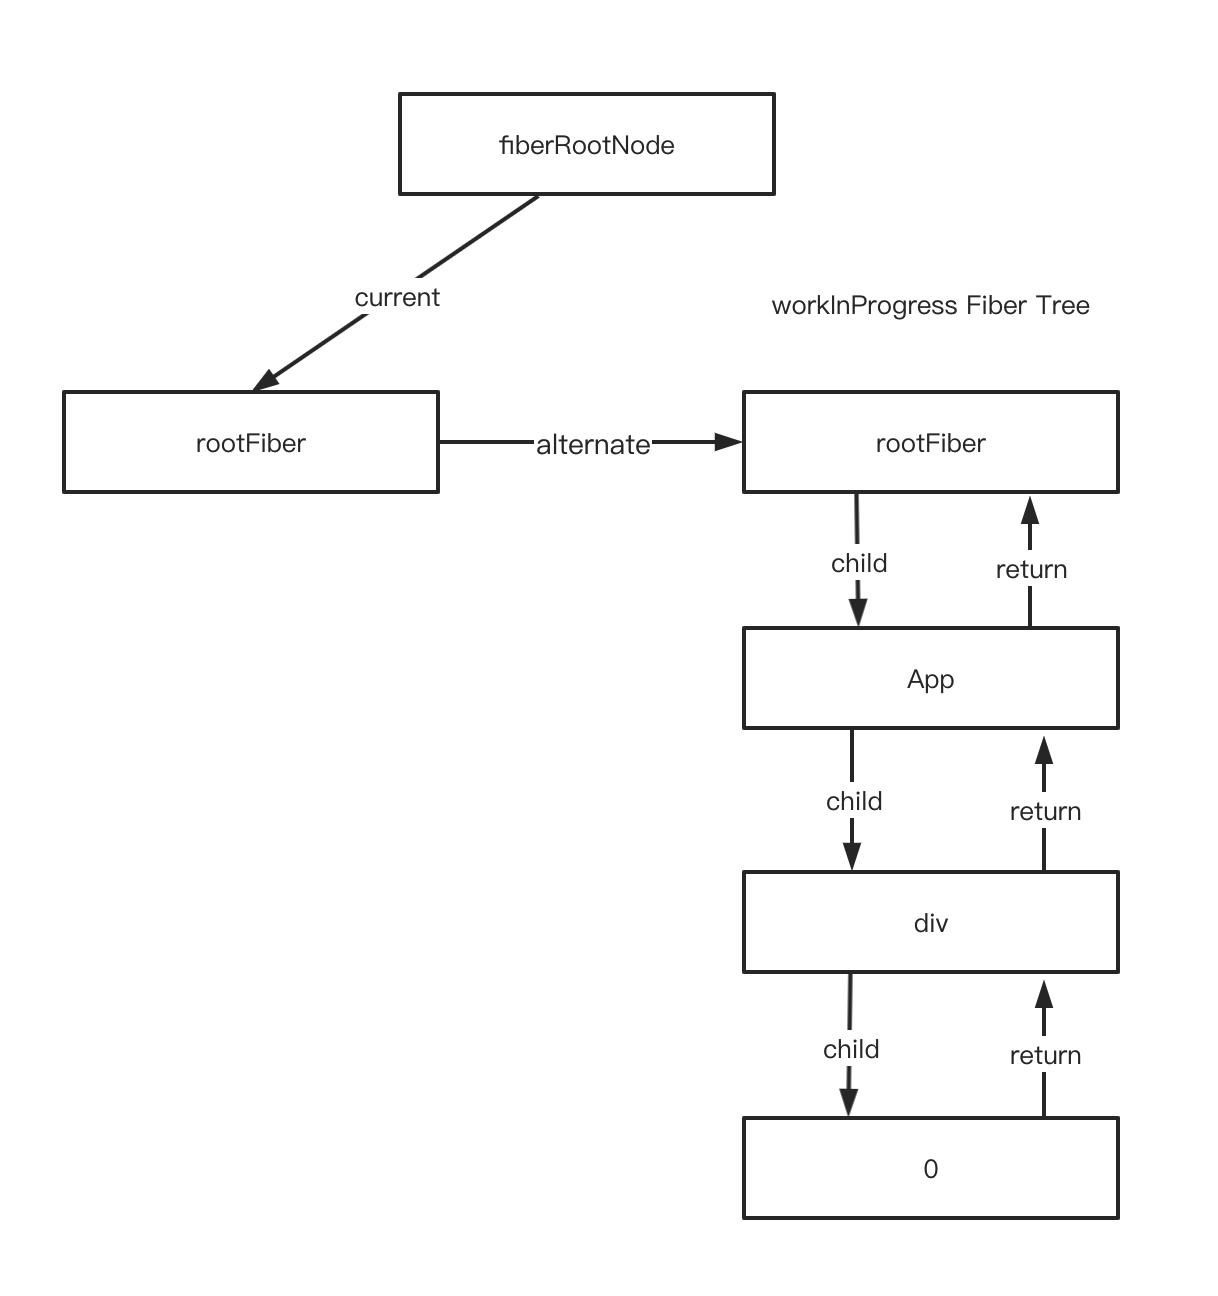 fiberRootNode
current
workInProgress Fiber Tree
rootFiber
alternate
rootFiber
child
return
App
child
return
div
child
return
0